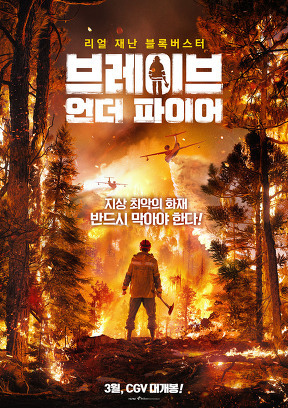 리얼 재난 블록버스터
브레이브
언더 파이어
지상 최악의 화재
반드시 막아야 한다!
3월, CGV 대개봉!